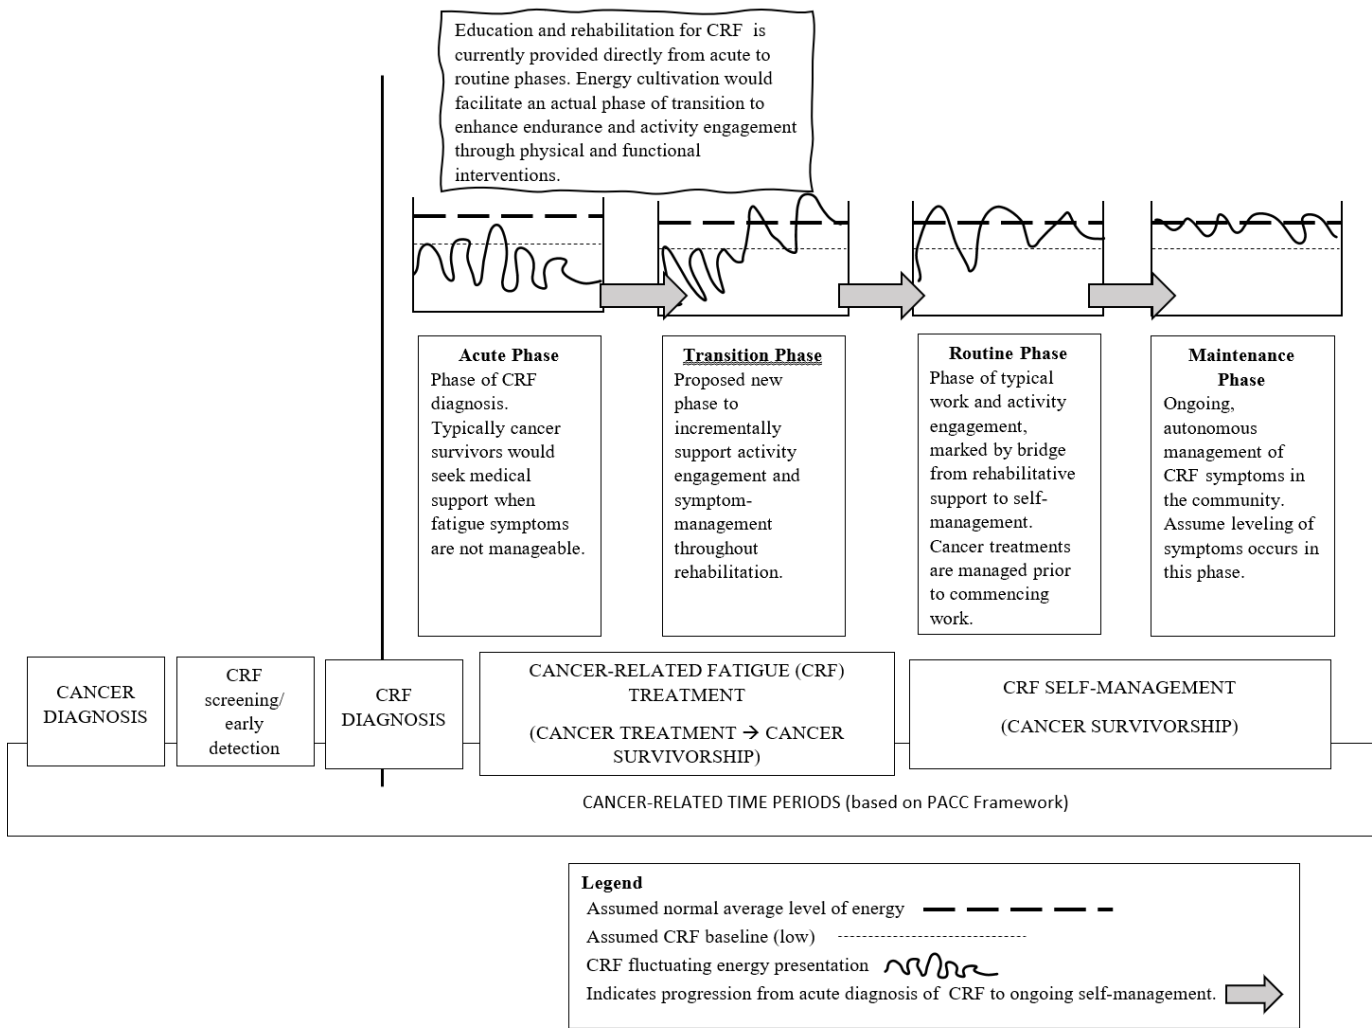 Education and rehabilitation for CRF is
currently provided directly from acute to
routine phases. Energy cultivation would
facilitate an actual phase of transition to
enhance endurance and activity engagement
through physical and functional
interventions.
Acute Phase
Phase of CRF
diagnosis.
Typically cancer
survivors would
seek medical
support when
fatigue symptoms
are not manageable.
Transition Phase
Proposed new
phase to
incrementally
support activity
engagement and
symptom-
management
throughout
rehabilitation.
Routine Phase
Phase of typical
work and activity
engagement,
marked by bridge
from rehabilitative
support to self-
management.
Cancer treatments
are managed prior
to commencing
work.
Maintenance
Phase
Ongoing,
autonomous
management of
CRF symptoms in
the community.
Assume leveling of
symptoms occurs in
this phase.
CANCER
DIAGNOSIS
CRF
screening/
early
detection
CRF
DIAGNOSIS
CANCER-RELATED FATIGUE (CRF)
TREATMENT
(CANCER TREATMENT → CANCER
SURVIVORSHIP)
CRF SELF-MANAGEMENT
(CANCER SURVIVORSHIP)
CANCER-RELATED TIME PERIODS (based on PACC Framework)
Legend
Assumed normal average level of energy
Assumed CRF baseline (low)
CRF fluctuating energy presentation
Indicates progression from acute diagnosis of CRF to ongoing self-management.